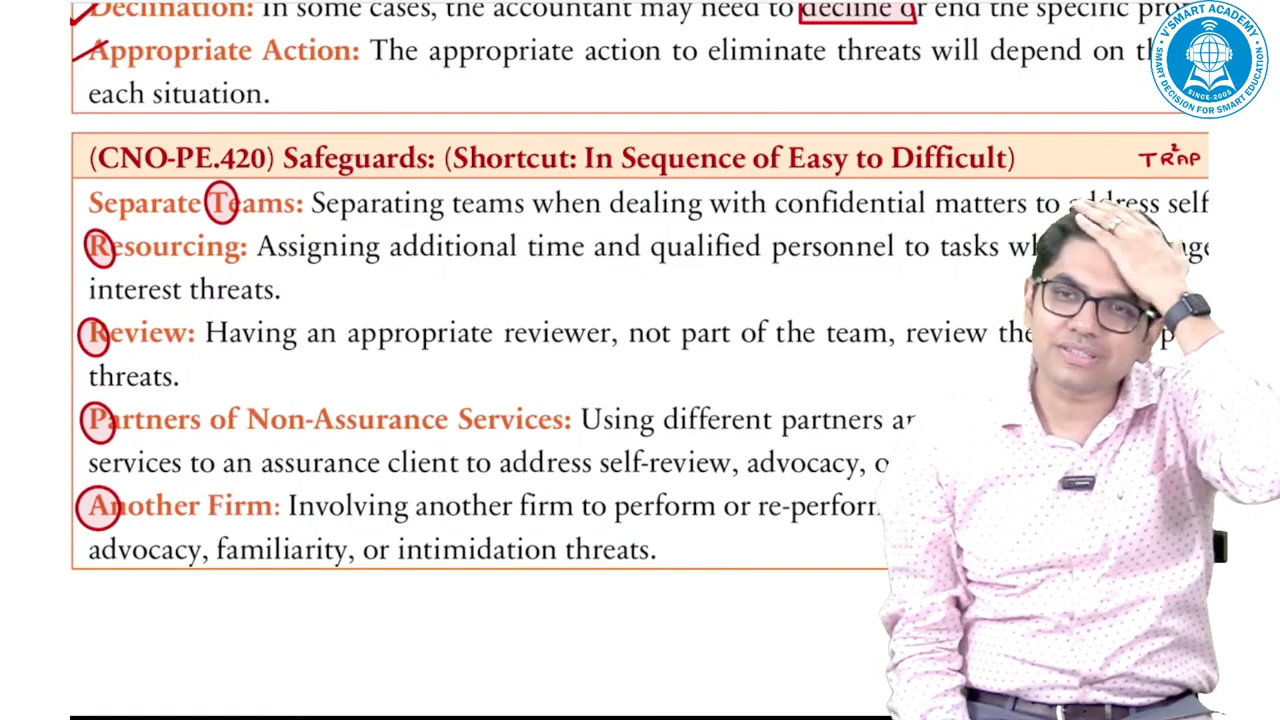 Declination: In some cases, the accountant may need to decline or end the specific
Appropriate Action: The appropriate action to eliminate threats will depend on
each situation.
(CNO-PE.420) Safeguards: (Shortcut: In Sequence of Easy to Difficult) TR²AP
Separate Teams: Separating teams when dealing with confidential matters to address self
Resourcing: Assigning additional time and qualified personnel to tasks
interest threats.
Review: Having an appropriate reviewer, not part of the team, review the
threats.
Partners of Non-Assurance Services: Using different partners
services to an assurance client to address self-review, advocacy,
Another Firm: Involving another firm to perform or
advocacy, familiarity, or intimidation threats.
V'SMART ACADEMY
SMART DECISION FOR SMART EDUCATION
SINCE-2005